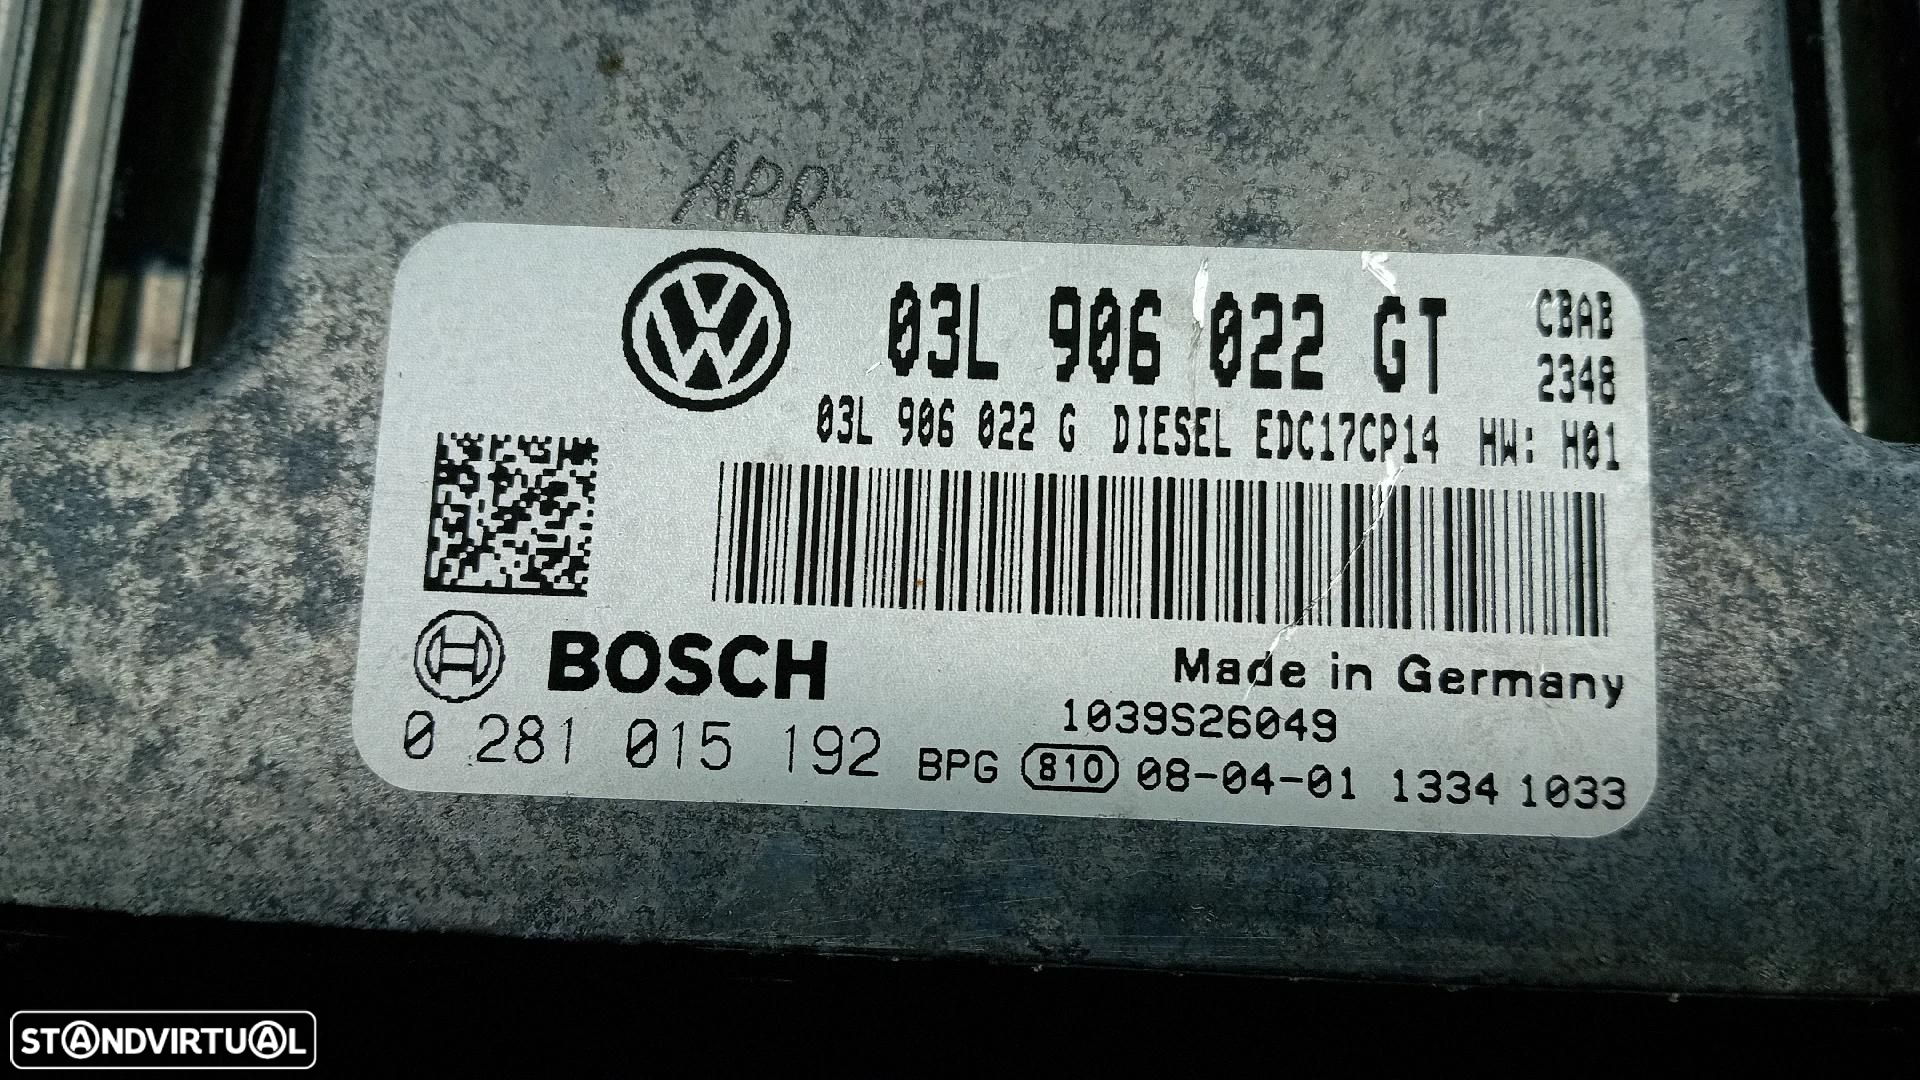 APR
03L 906 022 GT
CBAB
2348
03L 906 022 G DIESEL EDC17CP14 HW: H01
BOSCH
Made in Germany
1039S26049
0 281 015 192 BPG 810 08-04-01 1334 1033
STANDVIRTUAL